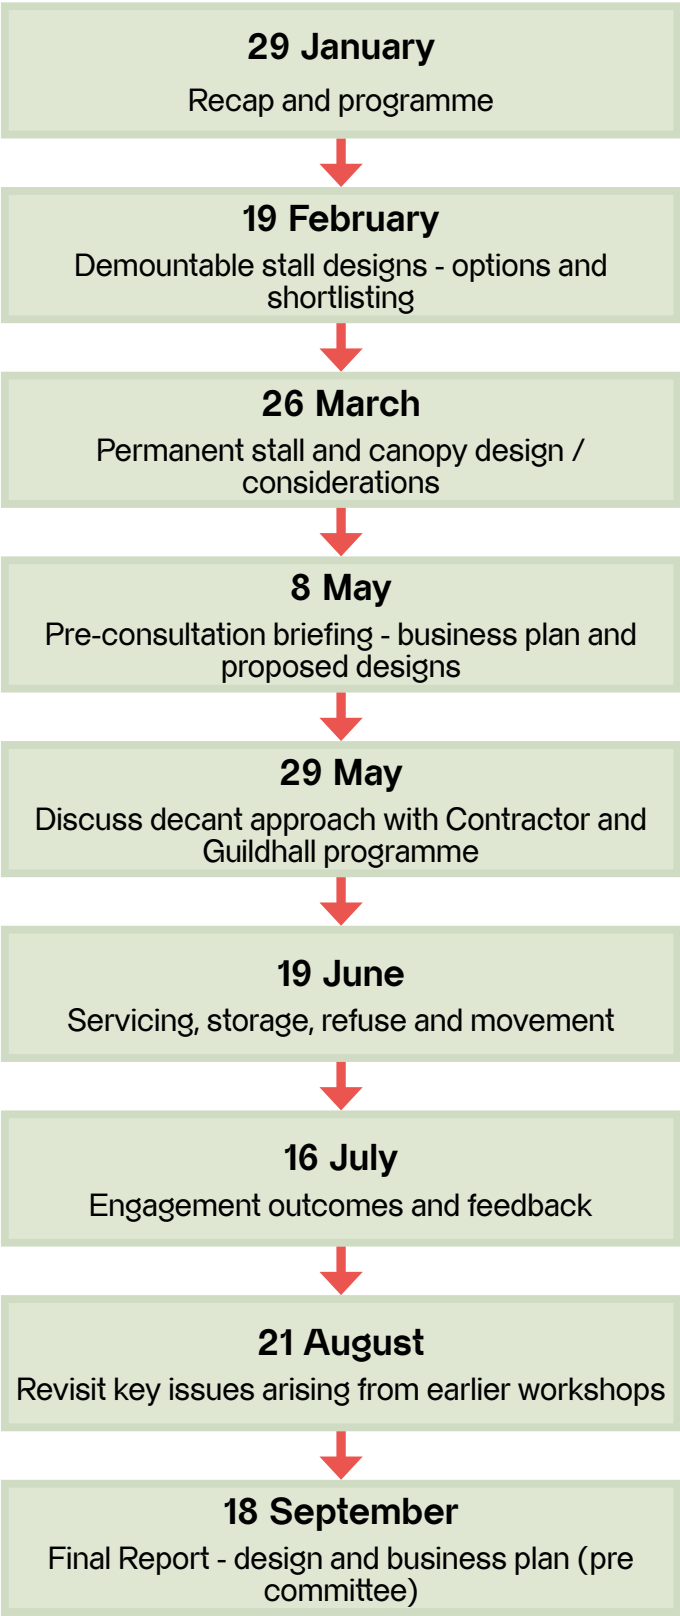 29 January
Recap and programme
19 February
Demountable stall designs - options and
shortlisting
26 March
Permanent stall and canopy design /
considerations
8 May
Pre-consultation briefing - business plan and
proposed designs
29 May
Discuss decant approach with Contractor and
Guildhall programme
19 June
Servicing, storage, refuse and movement
16 July
Engagement outcomes and feedback
21 August
Revisit key issues arising from earlier workshops
18 September
Final Report - design and business plan (pre
committee)